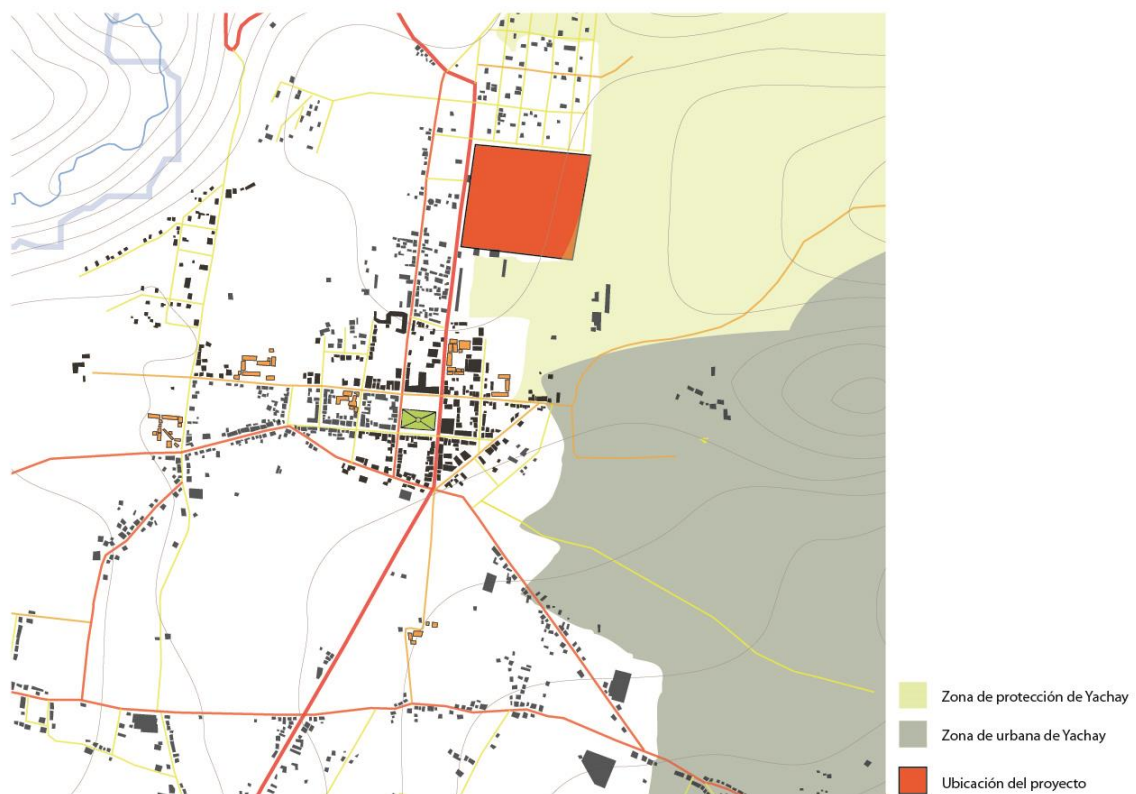 Zona de protección de Yachay
Zona de urbana de Yachay
Ubicación del proyecto